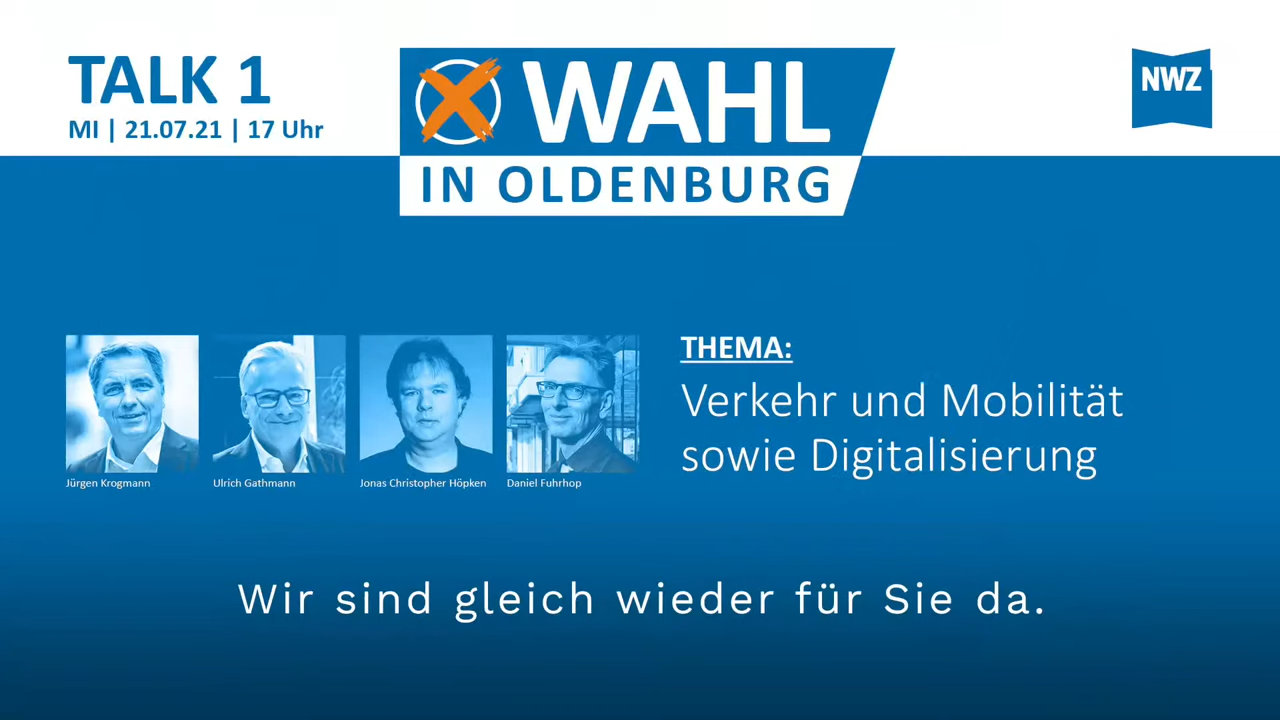 TALK 1
MI | 21.07.21 | 17 Uhr
WAHL
IN OLDENBURG
NWZ
Jürgen Krogmann
Ulrich Gathmann
Jonas Christopher Höpken
Daniel Fuhrhop
THEMA:
Verkehr und Mobilität
sowie Digitalisierung
Wir sind gleich wieder für Sie da.